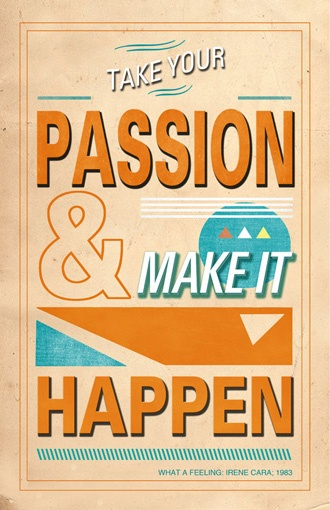 TAKE YOUR
PASSION
&
MAKE IT
HAPPEN
WHAT A FEELING: IRENE CARA; 1983